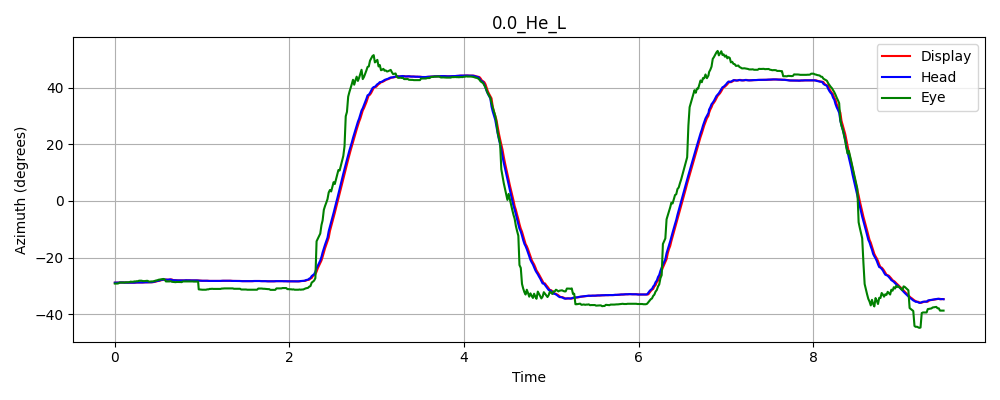 0.0_He_L
Display
Head
Eye
Azimuth (degrees)
40
20
0
−20
−40
0 2 4 6 8
Time